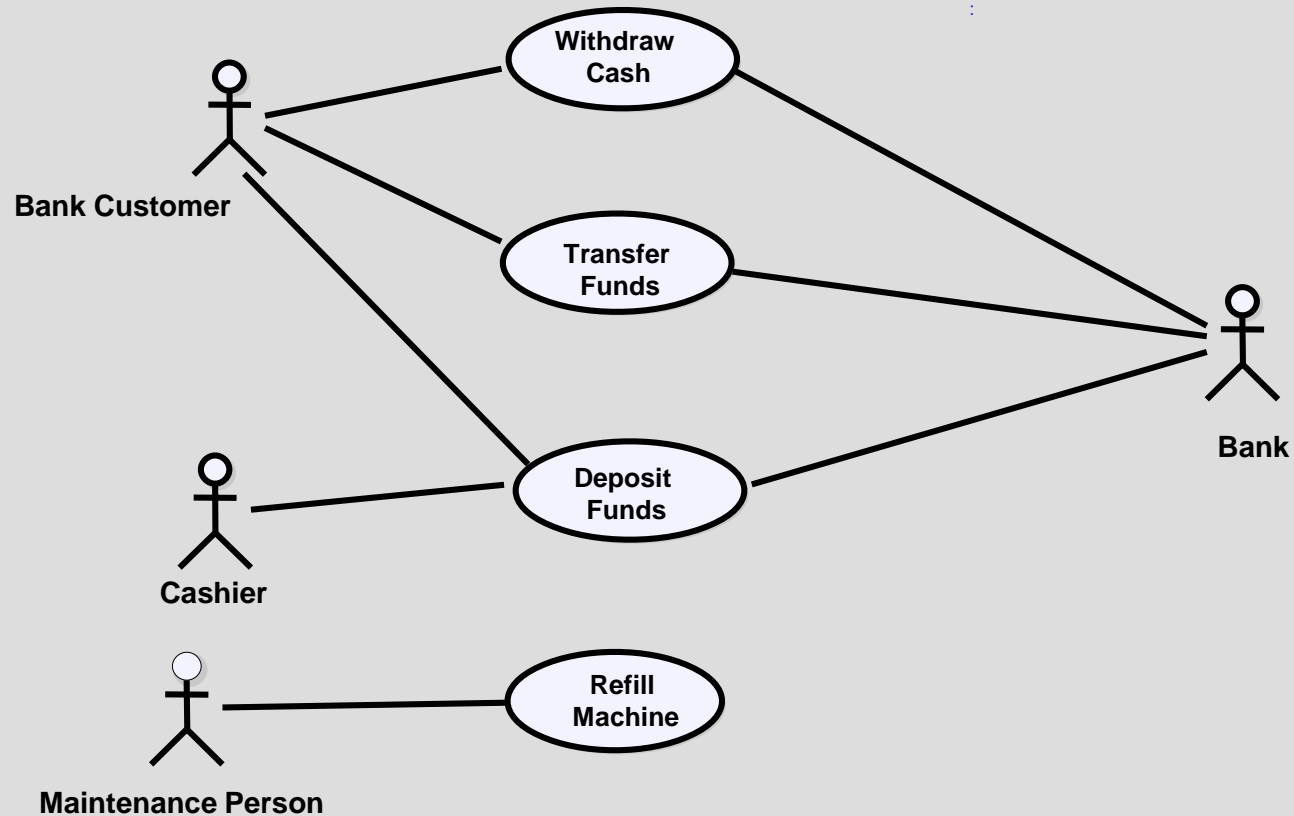 :
Withdraw
Cash
Bank Customer
Transfer
Funds
Bank
Deposit
Funds
Cashier
Refill
Machine
Maintenance Person